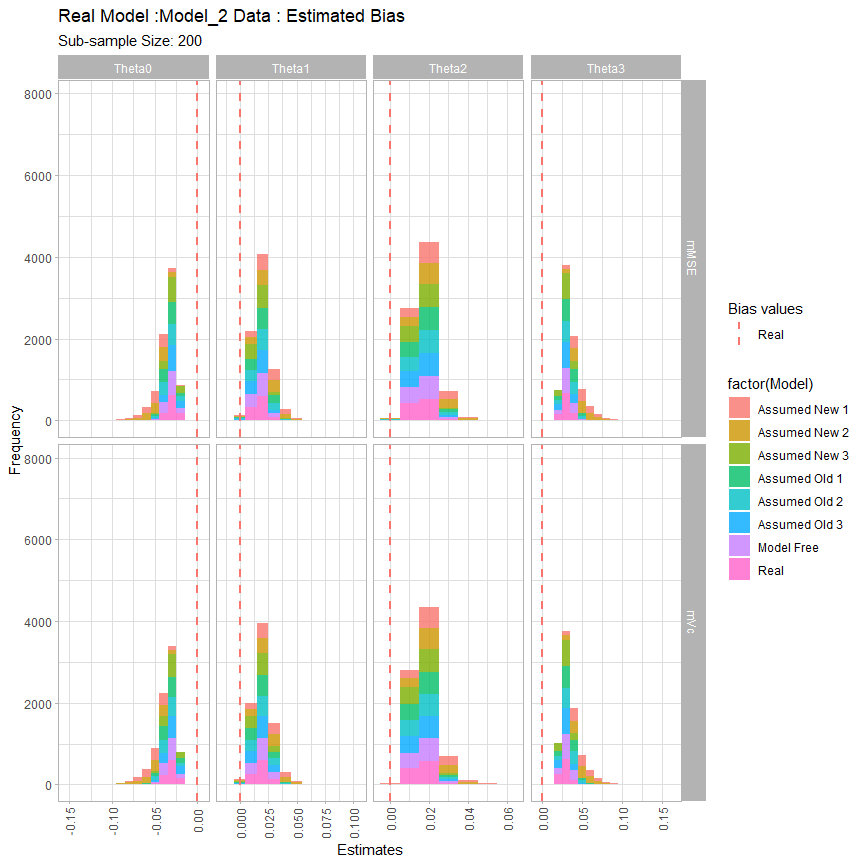 Real Model :Model_2 Data : Estimated Bias
Sub-sample Size: 200
Theta0 Theta1 Theta2 Theta3
8000
6000
4000
2000
0
mMSE
8000
6000
4000
2000
0
mVc
Frequency
-0.15 -0.10 -0.05 0.00 0.000 0.025 0.050 0.075 0.100 0.00 0.02 0.04 0.06 0.00 0.05 0.10 0.15
Estimates
Bias values
Real
factor(Model)
Assumed New 1
Assumed New 2
Assumed New 3
Assumed Old 1
Assumed Old 2
Assumed Old 3
Model Free
Real